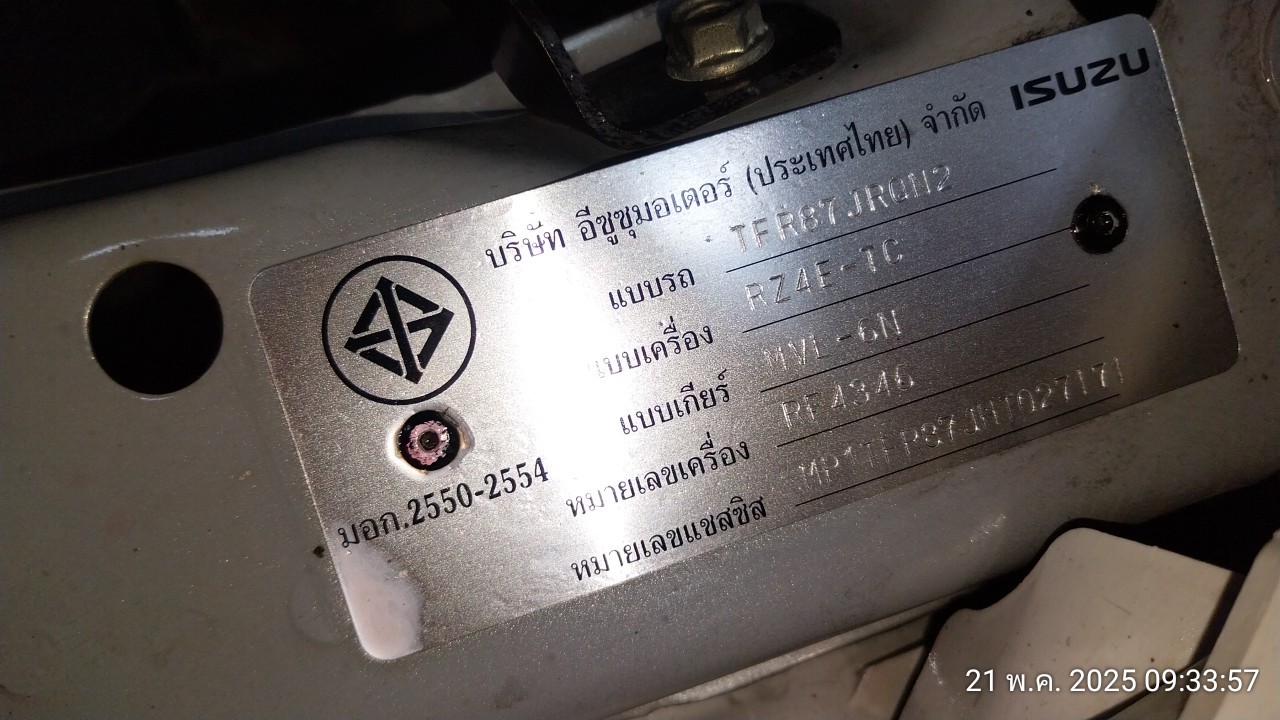 ISUZU
บริษัท อีซูซุมอเตอร์ (ประเทศไทย) จำกัด
แบบรถ TFR87JRQN2
แบบเครื่อง RZ4E-TC
แบบเกียร์ MVL-6N
หมายเลขเครื่อง RF4346
หมายเลขแชสซิส
มอก.2550-2554
21 พ.ค. 2025 09:33:57